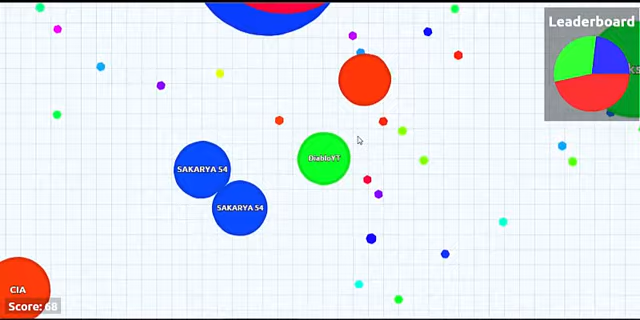 Leaderboard
DiabloYT
SAKARYA 54
SAKARYA 54
CIA
Score: 68